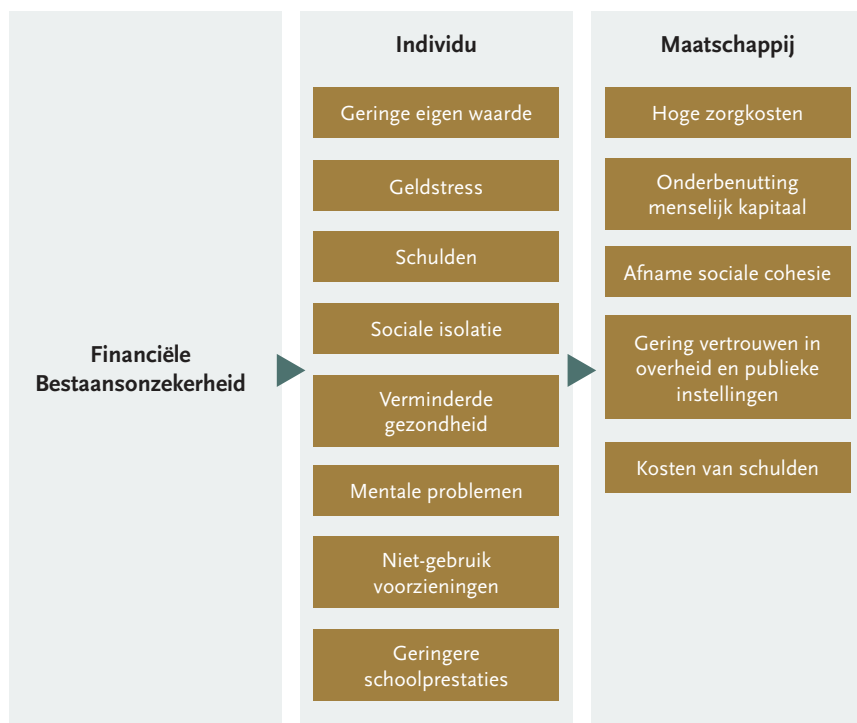 Financiële
Bestaansonzekerheid
Individu
Geringe eigen waarde
Geldstress
Schulden
Sociale isolatie
Verminderde
gezondheid
Mentale problemen
Niet-gebruik
voorzieningen
Geringere
schoolprestaties
Maatschappij
Hoge zorgkosten
Onderbenutting
menselijk kapitaal
Afname sociale cohesie
Gering vertrouwen in
overheid en publieke
instellingen
Kosten van schulden